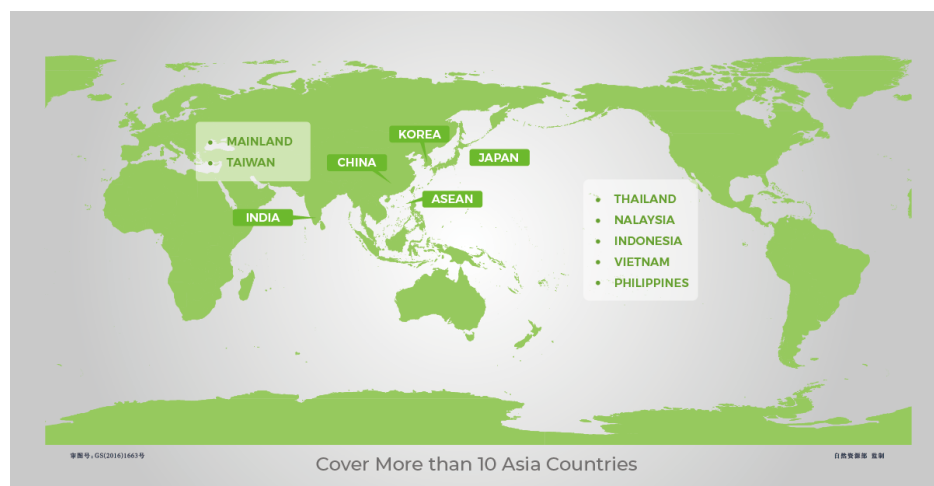 MAINLAND
TAIWAN
KOREA
CHINA
JAPAN
ASEAN
INDIA
THAILAND
NALAYSIA
INDONESIA
VIETNAM
PHILIPPINES
审图号:GS(2016)1663号
自然资源部 监制
Cover More than 10 Asia Countries